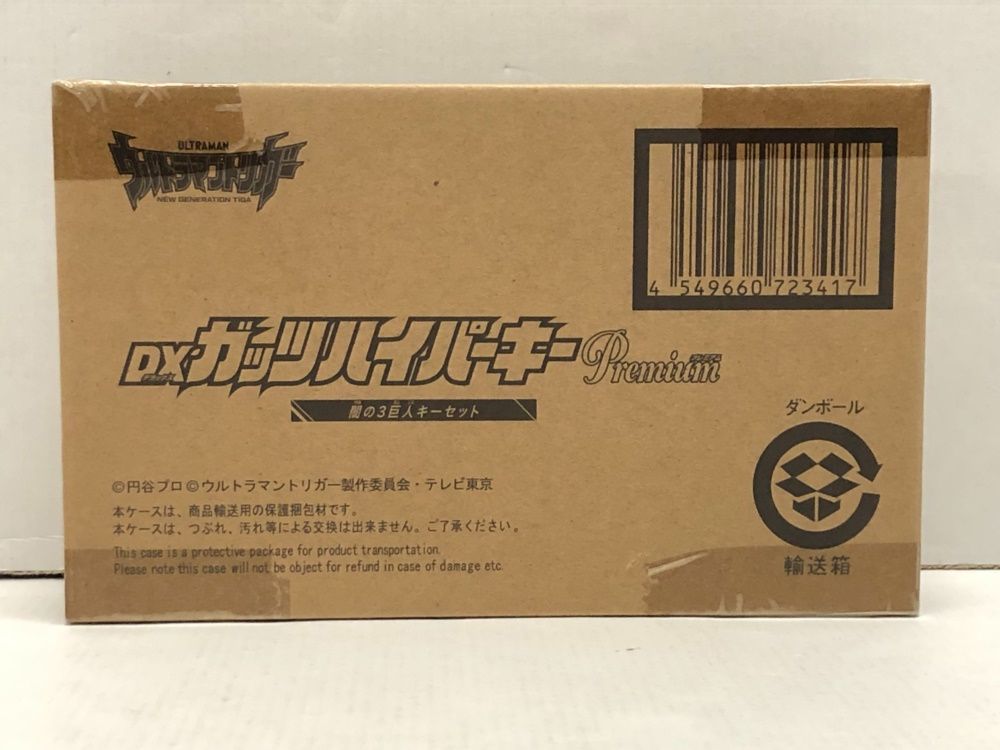 ULTRAMAN
ウルトラマントリガー
NEW GENERATION TIGA
4 549660 723417
DXガッツハイパーキー Premium
闇の3巨人キーセット
ダンボール
輸送箱
©円谷プロ ©ウルトラマントリガー製作委員会・テレビ東京
本ケースは、商品輸送用の保護梱包材です。
本ケースは、つぶれ、汚れ等による交換は出来ません。ご了承ください。
This case is a protective package for product transportation.
Please note this case will not be object for refund in case of damage etc.